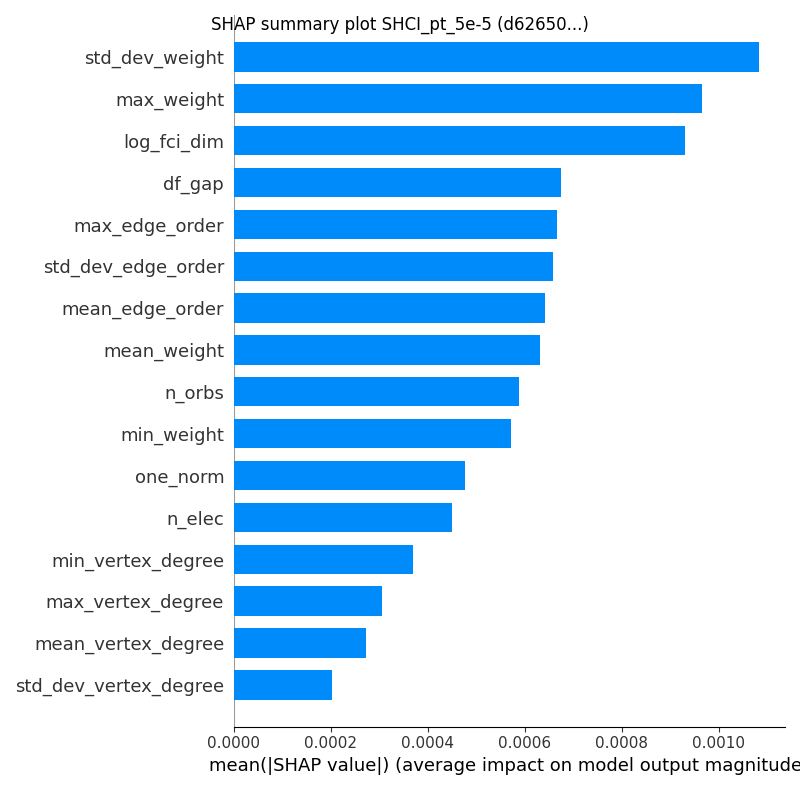 SHAP summary plot SHCI_pt_5e-5 (d62650...)
std_dev_weight
max_weight
log_fci_dim
df_gap
max_edge_order
std_dev_edge_order
mean_edge_order
mean_weight
n_orbs
min_weight
one_norm
n_elec
min_vertex_degree
max_vertex_degree
mean_vertex_degree
std_dev_vertex_degree
0.0000 0.0002 0.0004 0.0006 0.0008 0.0010
mean(|SHAP value|) (average impact on model output magnitude